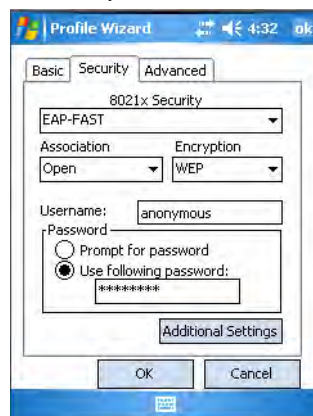 Profile Wizard 4:32 ok
Basic Security Advanced
8021x Security
EAP-FAST
Association Encryption
Open WEP
Username: anonymous
Password
Prompt for password
Use following password:
********
Additional Settings
OK Cancel